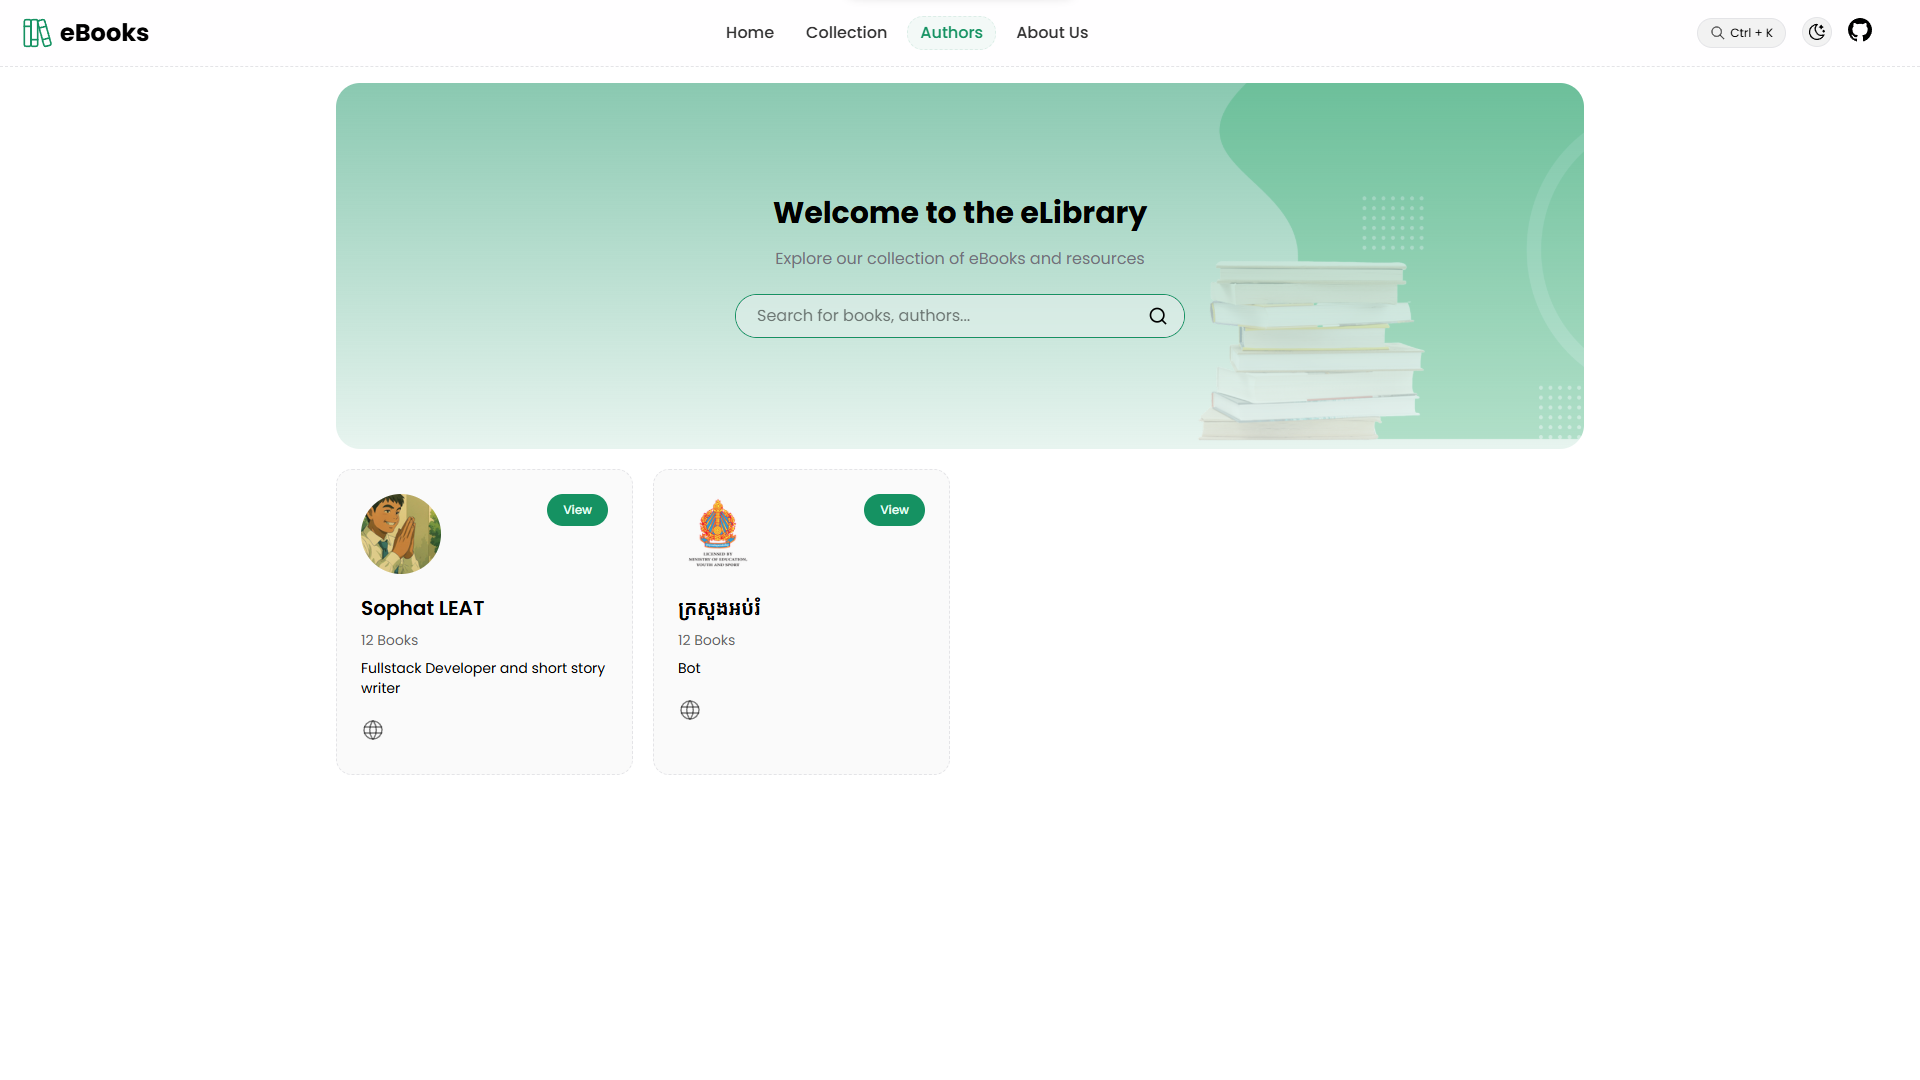 eBooks
Home
Collection
Authors
About Us
Ctrl + K
Welcome to the eLibrary
Explore our collection of eBooks and resources
Search for books, authors...
View
Sophat LEAT
12 Books
Fullstack Developer and short story
writer
View
LICENSED BY
MINISTRY OF EDUCATION,
YOUTH AND SPORT
ក្រសួងអប់រំ
12 Books
Bot